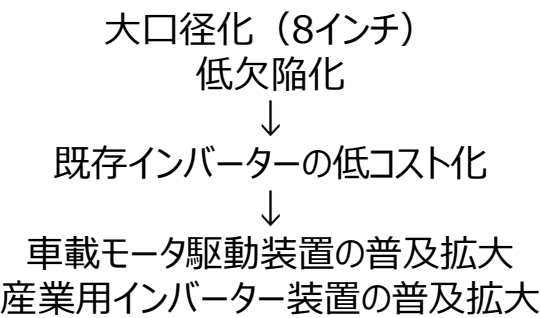 大口径化（8インチ）
低欠陥化
↓
既存インバーターの低コスト化
↓
車載モータ駆動装置の普及拡大
産業用インバーター装置の普及拡大